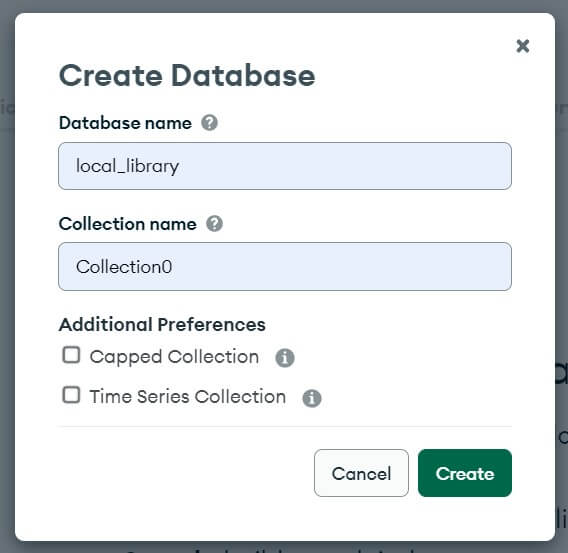 Create Database
Database name
local_library
Collection name
Collection0
Additional Preferences
Capped Collection
Time Series Collection
Cancel
Create